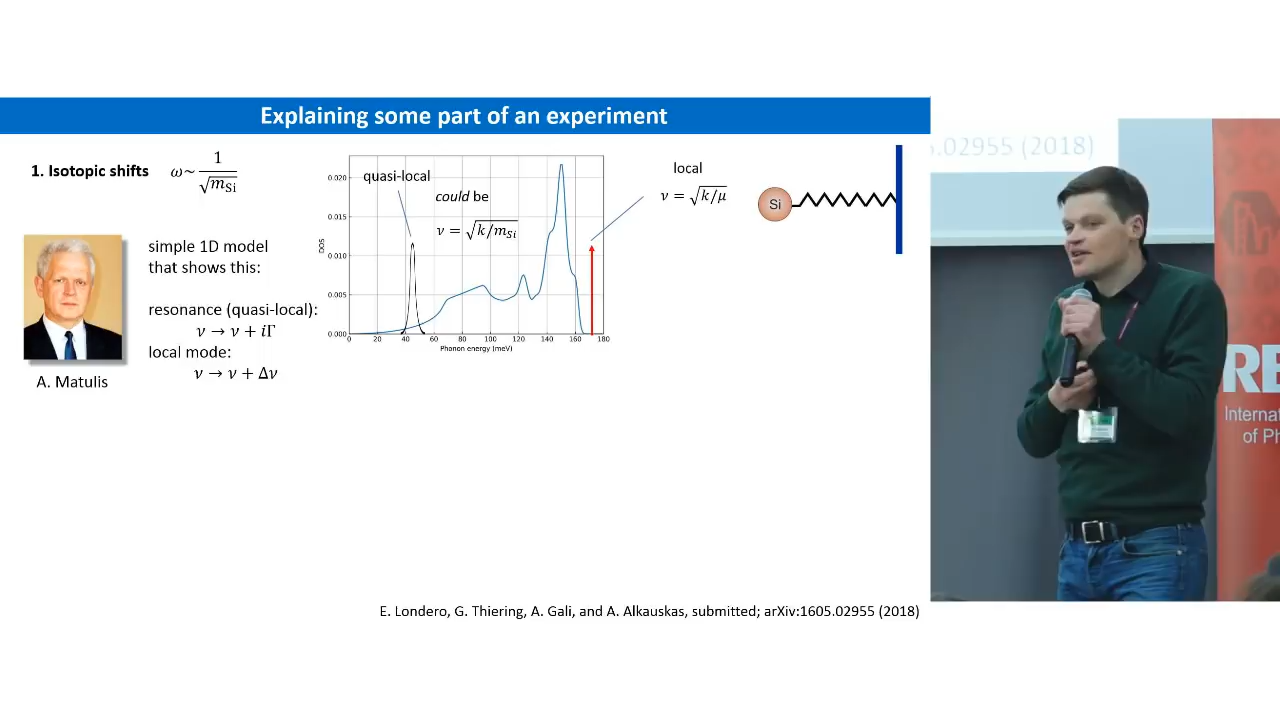 Explaining some part of an experiment
1. Isotopic shifts ω~ 1/√m_Si
quasi-local
could be
ν = √k/m_Si
local
ν = √k/μ
Si
simple 1D model
that shows this:
resonance (quasi-local):
ν → ν + iΓ
local mode:
ν → ν + Δν
A. Matulis
DOS
0.020
0.015
0.010
0.005
0.000
0 20 40 60 80 100 120 140 160 180
Phonon energy (meV)
E. Londero, G. Thiering, A. Gali, and A. Alkauskas, submitted; arXiv:1605.02955 (2018)
5.02955 (2018)
RE
Internat
of Ph